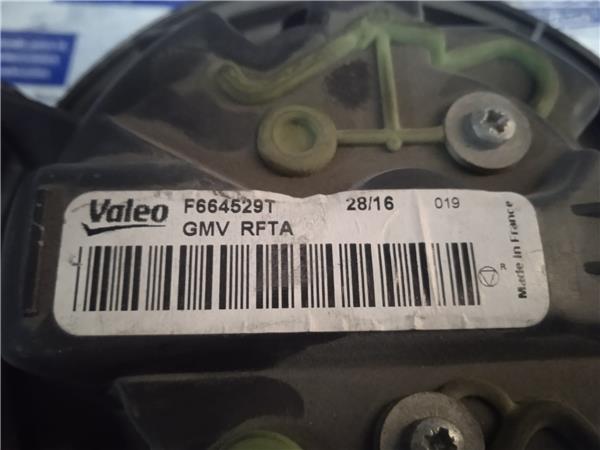 Valeo F664529T 28/16 019
GMV RFTA
R
Made in France